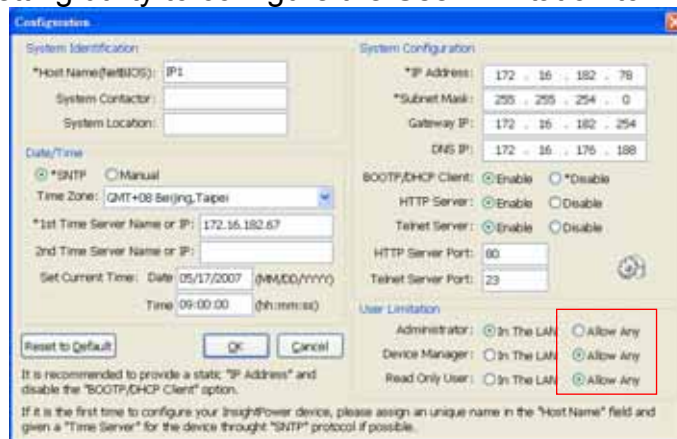 Configuration
System Identification
*Host Name(NetBIOS): IP1
System Contactor:
System Location:
Date/Time
*SNTP Manual
Time Zone: GMT+08 Beijing,Taipei
*1st Time Server Name or IP: 172.16.182.67
2nd Time Server Name or IP:
Set Current Time: Date 05/17/2007 (MM/DD/YYYY)
Time 09:00:00 (hh:mm:ss)
Reset to Default OK Cancel
It is recommended to provide a static "IP Address" and
disable the "BOOTP/DHCP Client" option.
System Configuration
*IP Address: 172 . 16 . 182 . 78
*Subnet Mask: 255 . 255 . 254 . 0
Gateway IP: 172 . 16 . 182 . 254
DNS IP: 172 . 16 . 176 . 188
BOOTP/DHCP Client: Enable *Disable
HTTP Server: Enable Disable
Telnet Server: Enable Disable
HTTP Server Port: 80
Telnet Server Port: 23
User Limitation
Administrator: In The LAN Allow Any
Device Manager: In The LAN Allow Any
Read Only User: In The LAN Allow Any
If it is the first time to configure your InsightPower device, please assign an unique name in the "Host Name" field and
given a "Time Server" for the device throught "SNTP" protocol if possible.